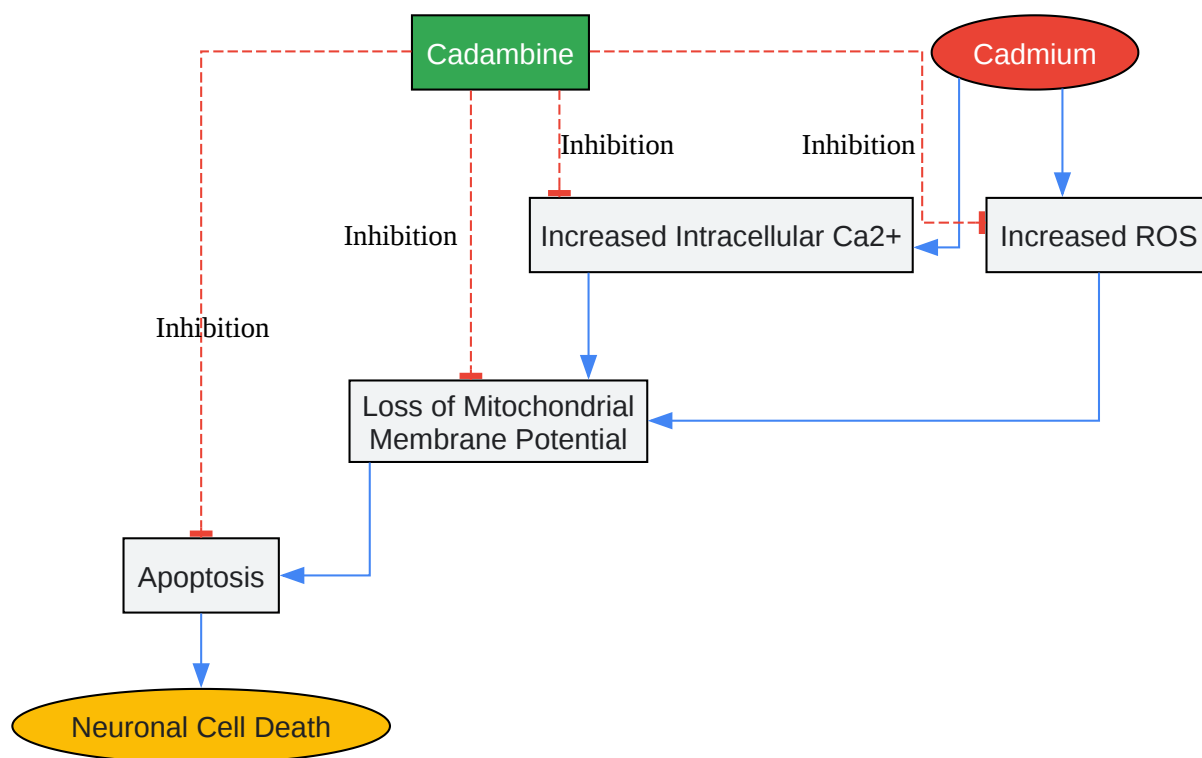 Cadambine
Cadmium
Inhibition
Inhibition
Inhibition
Increased Intracellular Ca2+
Increased ROS
Inhibition
Loss of Mitochondrial
Membrane Potential
Apoptosis
Neuronal Cell Death